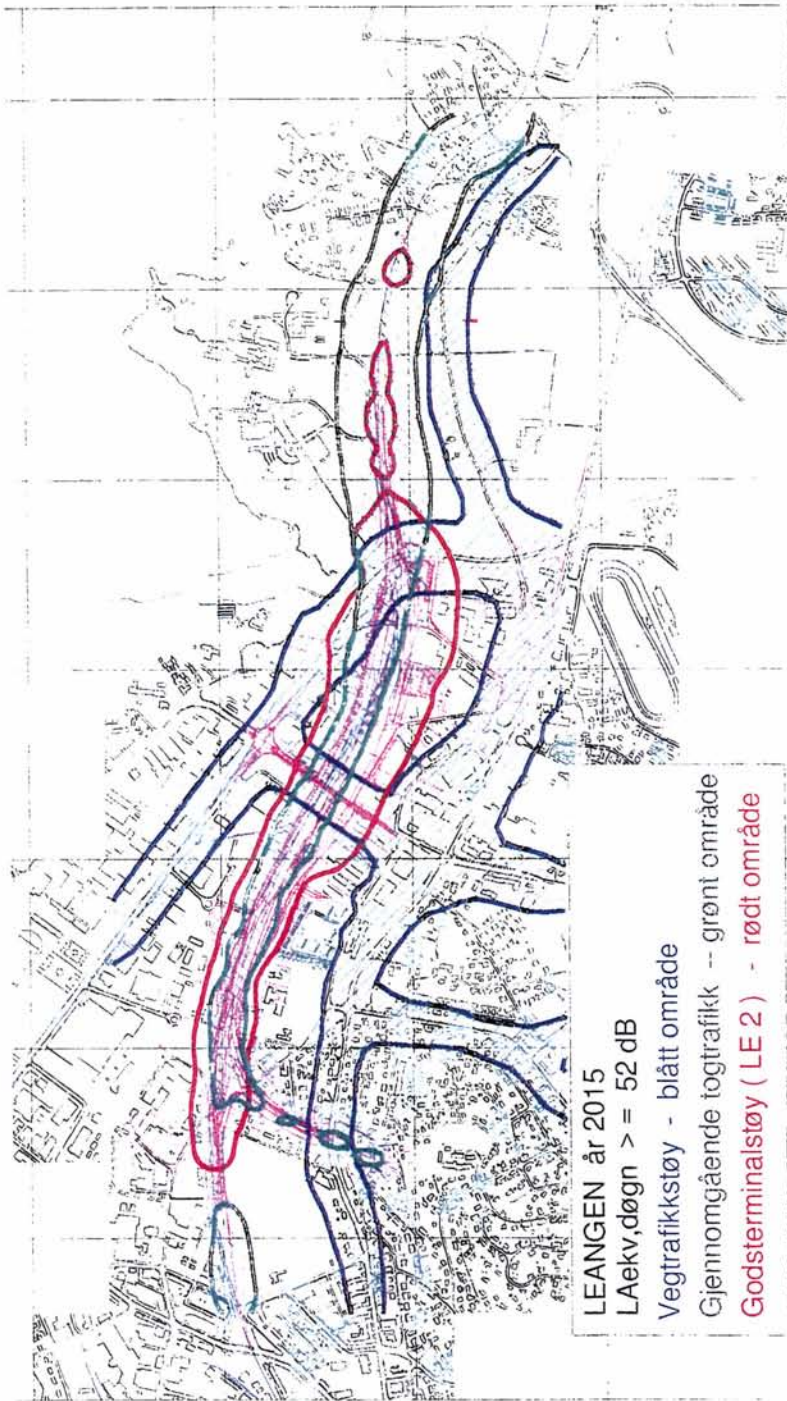 LEANGEN år 2015
LAekv,døgn > = 52 dB
Vegtrafikkstøy - blått område
Gjennomgående togtrafikk -- grønt område
Godsterminalstøy ( LE 2 ) - rødt område